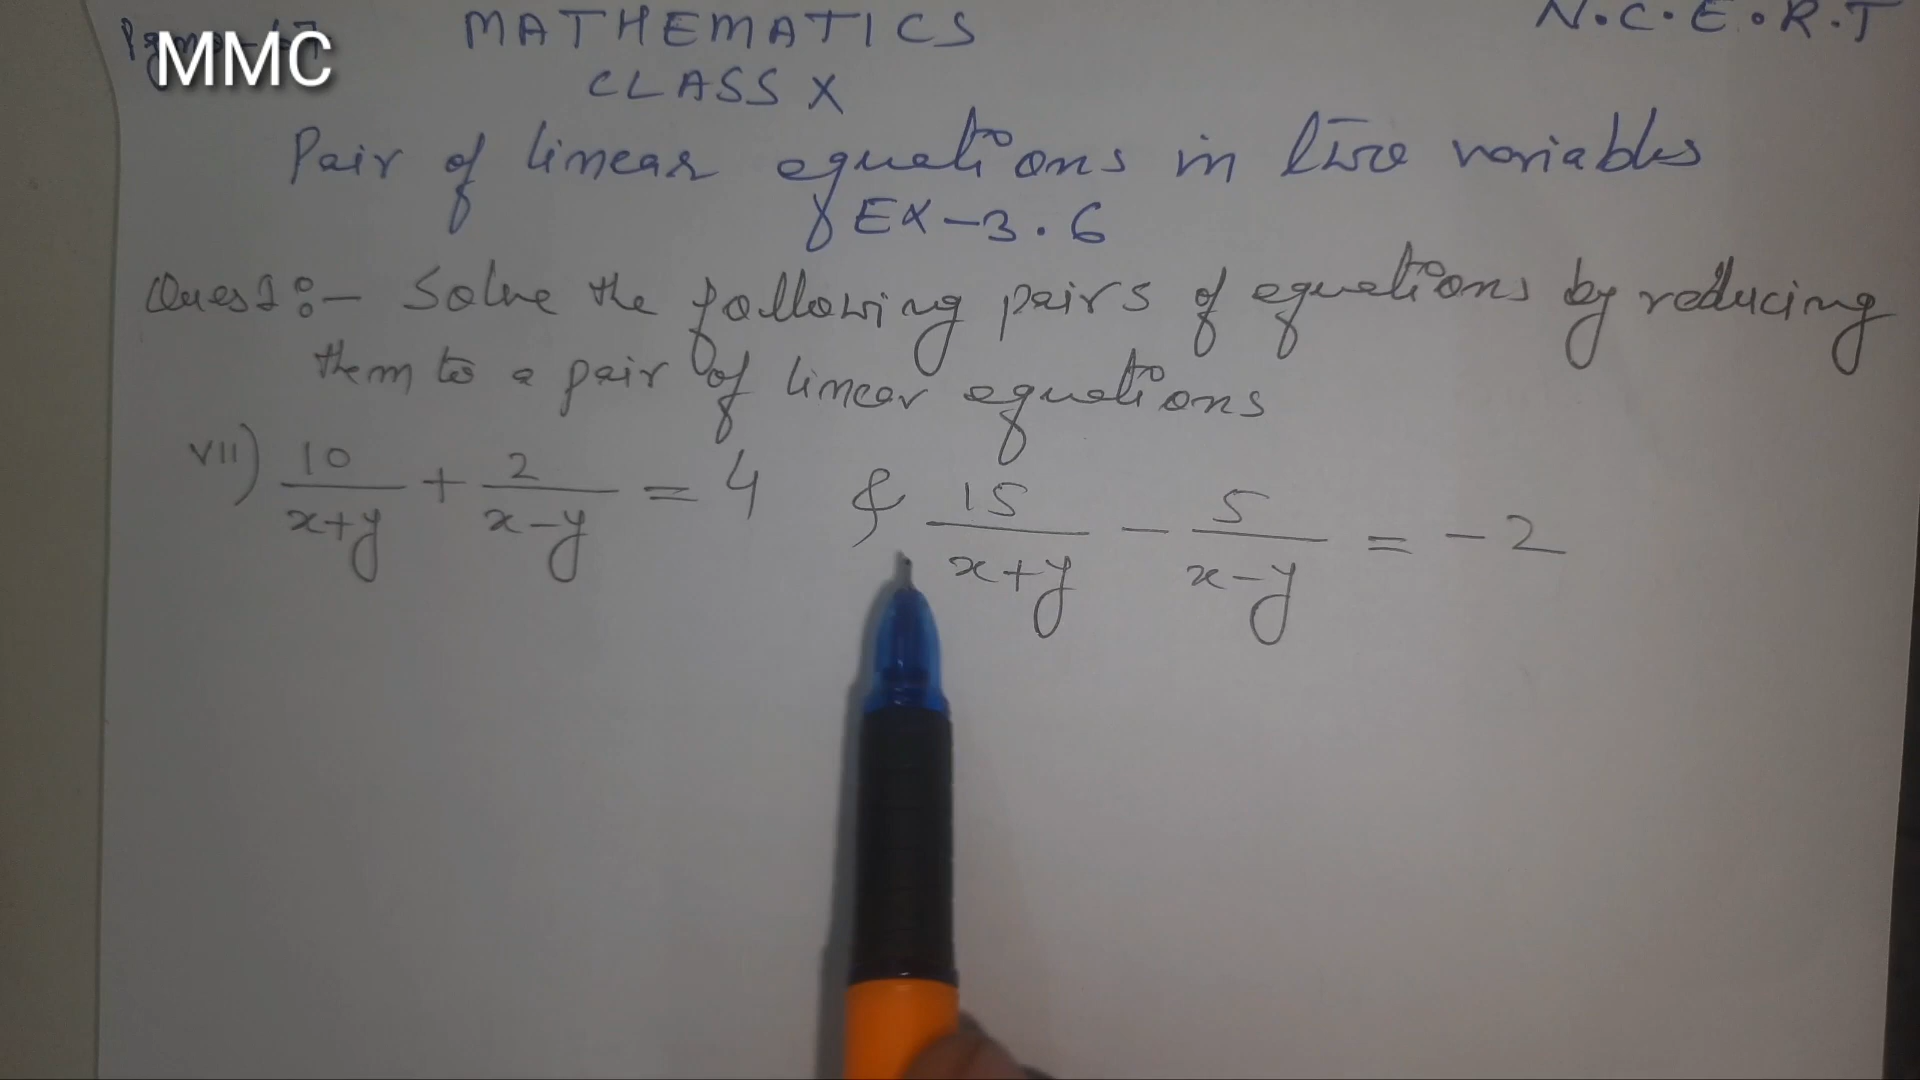 MMC
MATHEMATICS
N.C.E.R.T
CLASS X
Pair of linear equations in two variables
EX-3.6
Ques 1:- Solve the following pairs of equations by reducing
them to a pair of linear equations
VII) 10/(x+y) + 2/(x-y) = 4 & 15/(x+y) - 5/(x-y) = -2